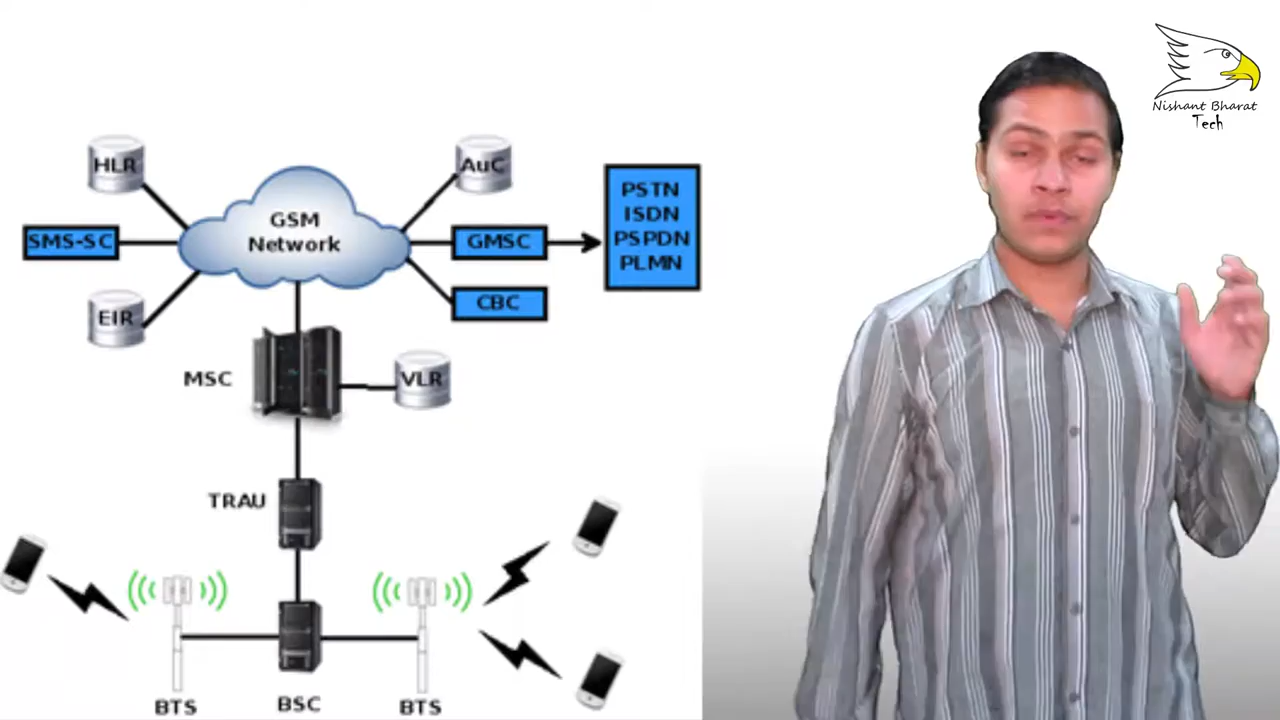 Nishant Bharat
Tech
HLR
AuC
GSM
Network
SMS-SC
GMSC
PSTN
ISDN
PSPDN
PLMN
EIR
CBC
MSC
VLR
TRAU
BTS
BSC
BTS